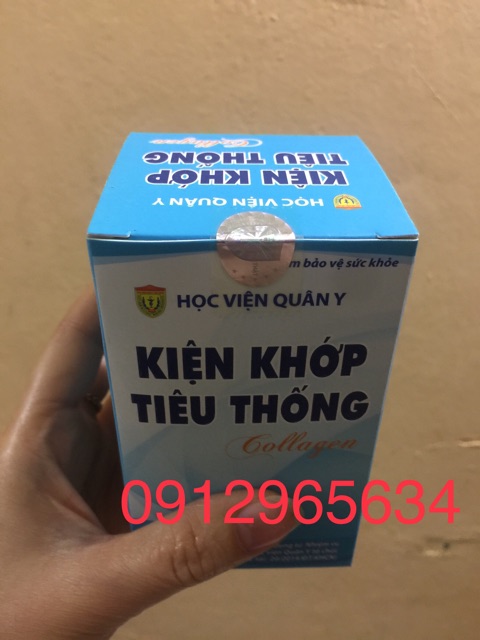 Collagen
TIÊU THỐNG
KIỆN KHỚP
HỌC VIỆN QUÂN Y
bảo vệ sức khỏe
HỌC VIỆN QUÂN Y
KIỆN KHỚP
TIÊU THỐNG
Collagen
0912965634